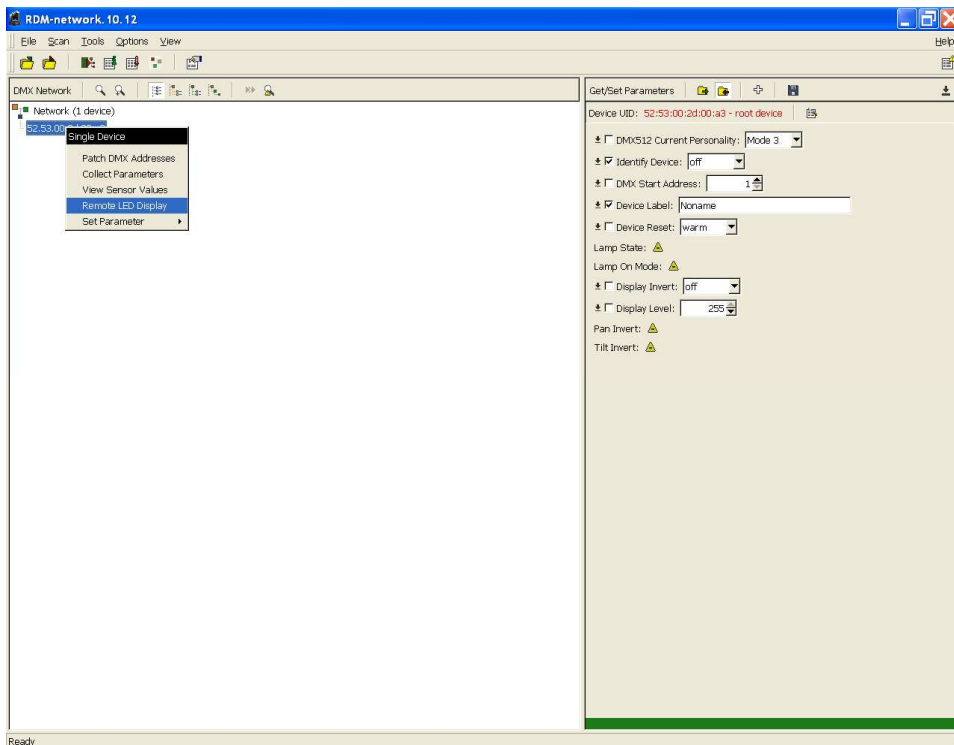 RDM-network.10.12
File Scan Tools Options View Help
DMX Network
Network (1 device)
52.53.00
Single Device
Patch DMX Addresses
Collect Parameters
View Sensor Values
Remote LED Display
Set Parameter
Get/Set Parameters
Device UID: 52:53:00:2d:00:a3 - root device
DMX512 Current Personality: Mode 3
Identify Device: off
DMX Start Address: 1
Device Label: Noname
Device Reset: warm
Lamp State:
Lamp On Mode:
Display Invert: off
Display Level: 255
Pan Invert:
Tilt Invert:
Ready